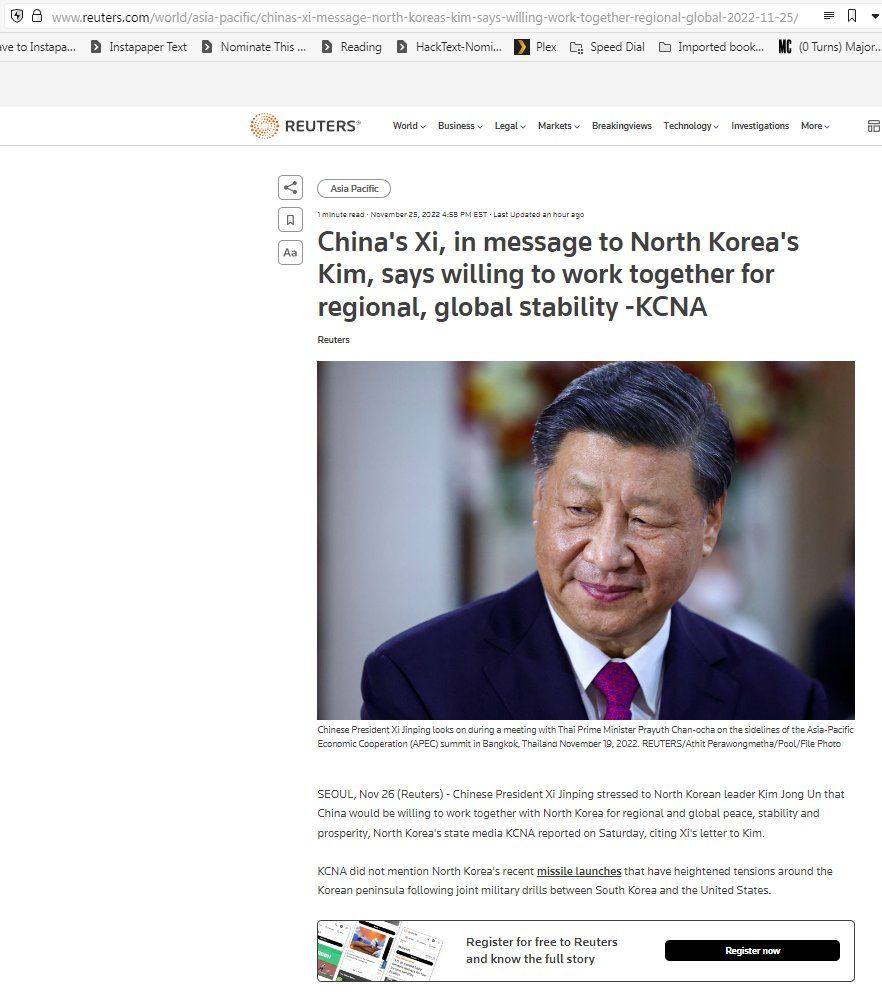 www.reuters.com/world/asia-pacific/chinas-xi-message-north-koreas-kim-says-willing-work-together-regional-global-2022-11-25/
ave to Instapa... Instapaper Text Nominate This ... Reading HackText-Nomi... Plex Speed Dial Imported book... MC (0 Turns) Major...
REUTERS® World Business Legal Markets Breakingviews Technology Investigations More
Asia Pacific
1 minute read · November 25, 2022 4:58 PM EST · Last Updated an hour ago
Aa
China's Xi, in message to North Korea's
Kim, says willing to work together for
regional, global stability -KCNA
Reuters
Chinese President Xi Jinping looks on during a meeting with Thai Prime Minister Prayuth Chan-ocha on the sidelines of the Asia-Pacific
Economic Cooperation (APEC) summit in Bangkok, Thailand November 19, 2022. REUTERS/Athit Perawongmetha/Pool/File Photo
SEOUL, Nov 26 (Reuters) - Chinese President Xi Jinping stressed to North Korean leader Kim Jong Un that
China would be willing to work together with North Korea for regional and global peace, stability and
prosperity, North Korea's state media KCNA reported on Saturday, citing Xi's letter to Kim.
KCNA did not mention North Korea's recent missile launches that have heightened tensions around the
Korean peninsula following joint military drills between South Korea and the United States.
Register for free to Reuters
and know the full story
Register now